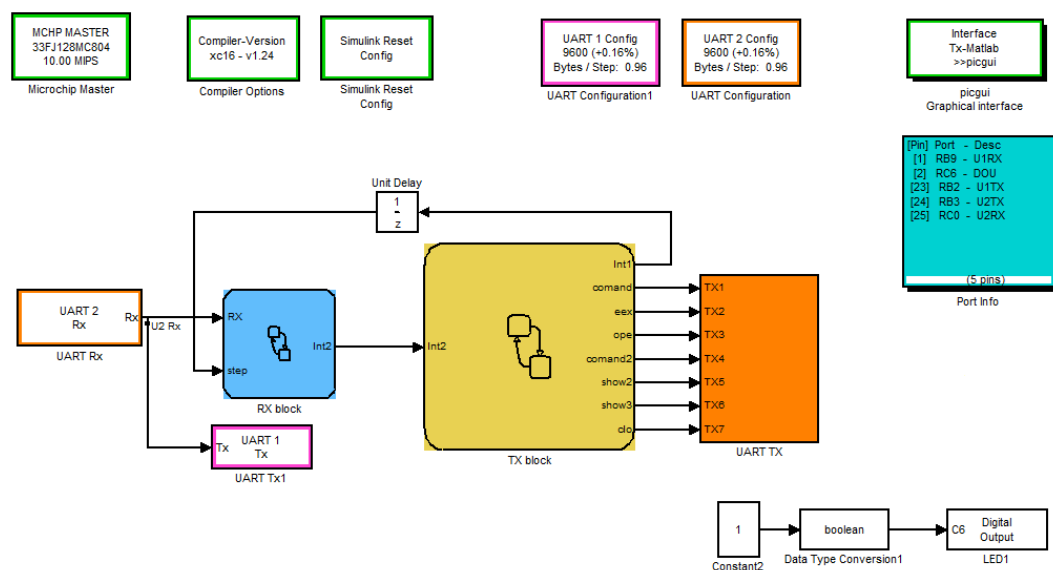 MCHP MASTER
33FJ128MC804
10.00 MIPS
Microchip Master
Compiler-Version
xc16 - v1.24
Compiler Options
Simulink Reset
Config
Simulink Reset
Config
UART 1 Config
9600 (+0.16%)
Bytes / Step: 0.96
UART Configuration1
UART 2 Config
9600 (+0.16%)
Bytes / Step: 0.96
UART Configuration
Interface
Tx-Matlab
>>picgui
picgui
Graphical interface
[Pin] Port - Desc
[1] RB9 - U1RX
[2] RC6 - DOU
[23] RB2 - U1TX
[24] RB3 - U2TX
[25] RC0 - U2RX
(5 pins)
Port Info
Unit Delay
1
z
UART 2
Rx
Rx
UART Rx
U2 Rx
RX
step
Int2
RX block
Tx
UART 1
Tx
UART Tx1
Int2
Int1
comand
eex
ope
comand2
show2
show3
clo
TX block
TX1
TX2
TX3
TX4
TX5
TX6
TX7
UART TX
1
Constant2
boolean
Data Type Conversion1
C6
Digital
Output
LED1